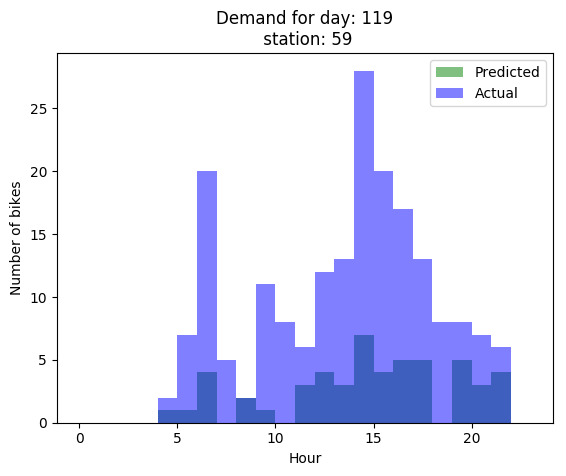 Demand for day: 119
station: 59
Predicted
Actual
Number of bikes
25
20
15
10
5
0
0
5
10
15
20
Hour